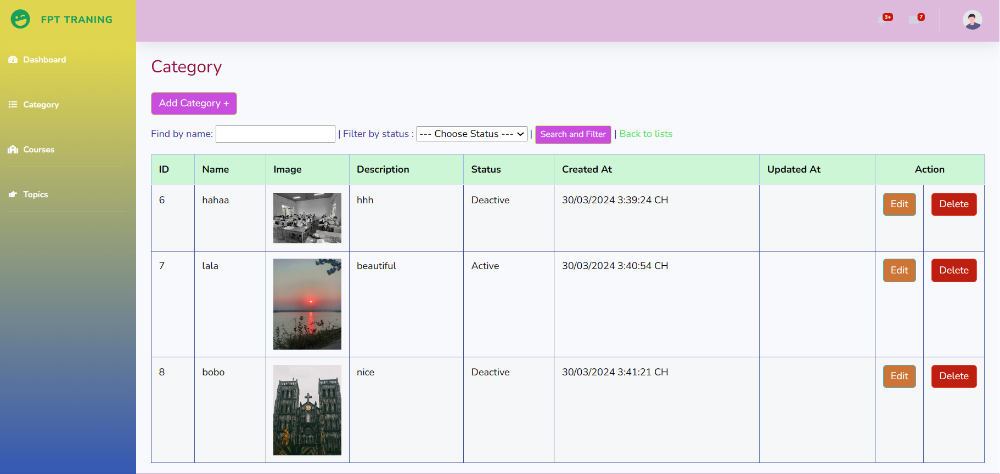 FPT TRANING
3+
7
Dashboard
Category
Courses
Topics
Category
Add Category +
Find by name: | Filter by status : --- Choose Status --- | Search and Filter | Back to lists
ID Name Image Description Status Created At Updated At Action
6 hahaa hhh Deactive 30/03/2024 3:39:24 CH Edit Delete
7 lala beautiful Active 30/03/2024 3:40:54 CH Edit Delete
8 bobo nice Deactive 30/03/2024 3:41:21 CH Edit Delete